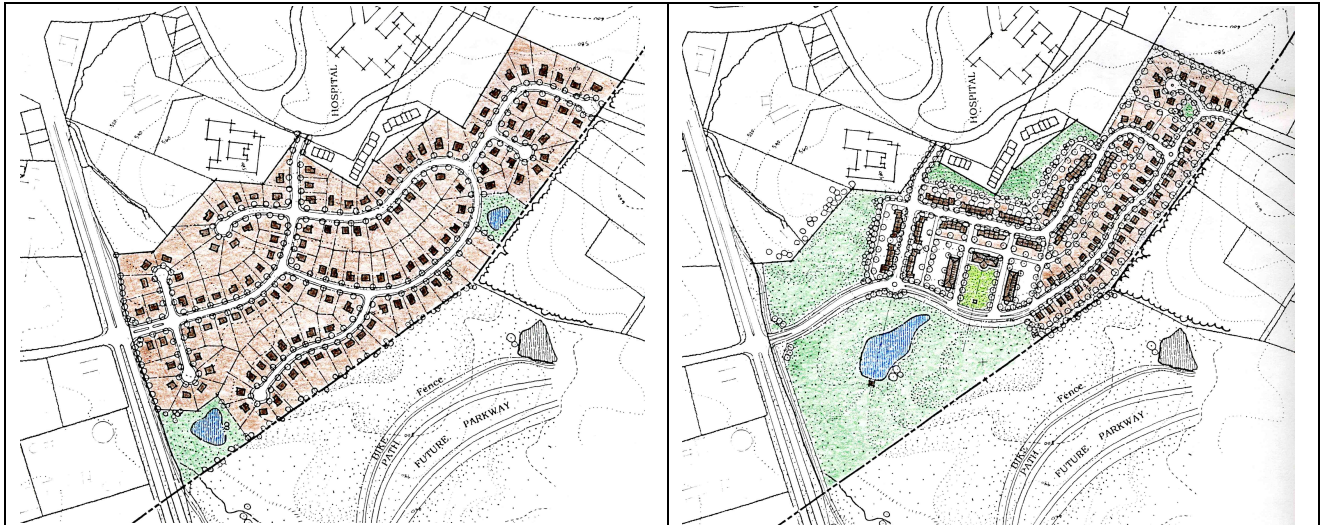 HOSPITAL
Fence
BIKE
PATH
FUTURE PARKWAY
HOSPITAL
Fence
BIKE
PATH
FUTURE PARKWAY